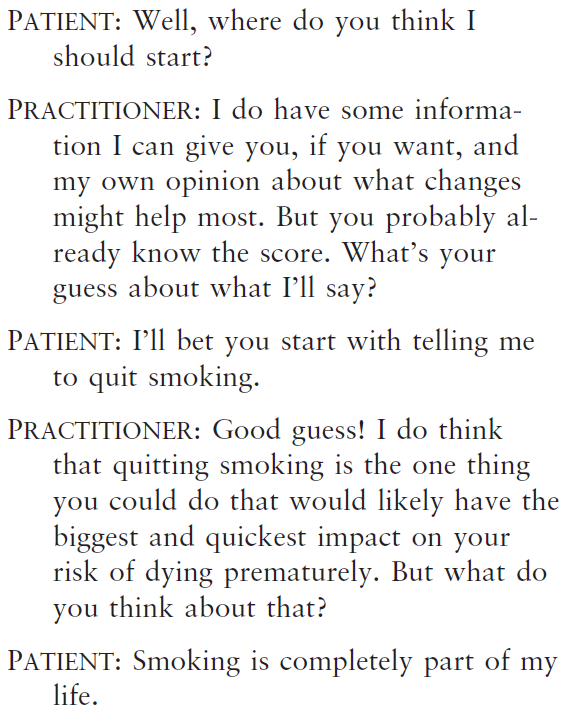 PATIENT: Well, where do you think I
should start?
PRACTITIONER: I do have some informa-
tion I can give you, if you want, and
my own opinion about what changes
might help most. But you probably al-
ready know the score. What’s your
guess about what I’ll say?
PATIENT: I’ll bet you start with telling me
to quit smoking.
PRACTITIONER: Good guess! I do think
that quitting smoking is the one thing
you could do that would likely have the
biggest and quickest impact on your
risk of dying prematurely. But what do
you think about that?
PATIENT: Smoking is completely part of my
life.